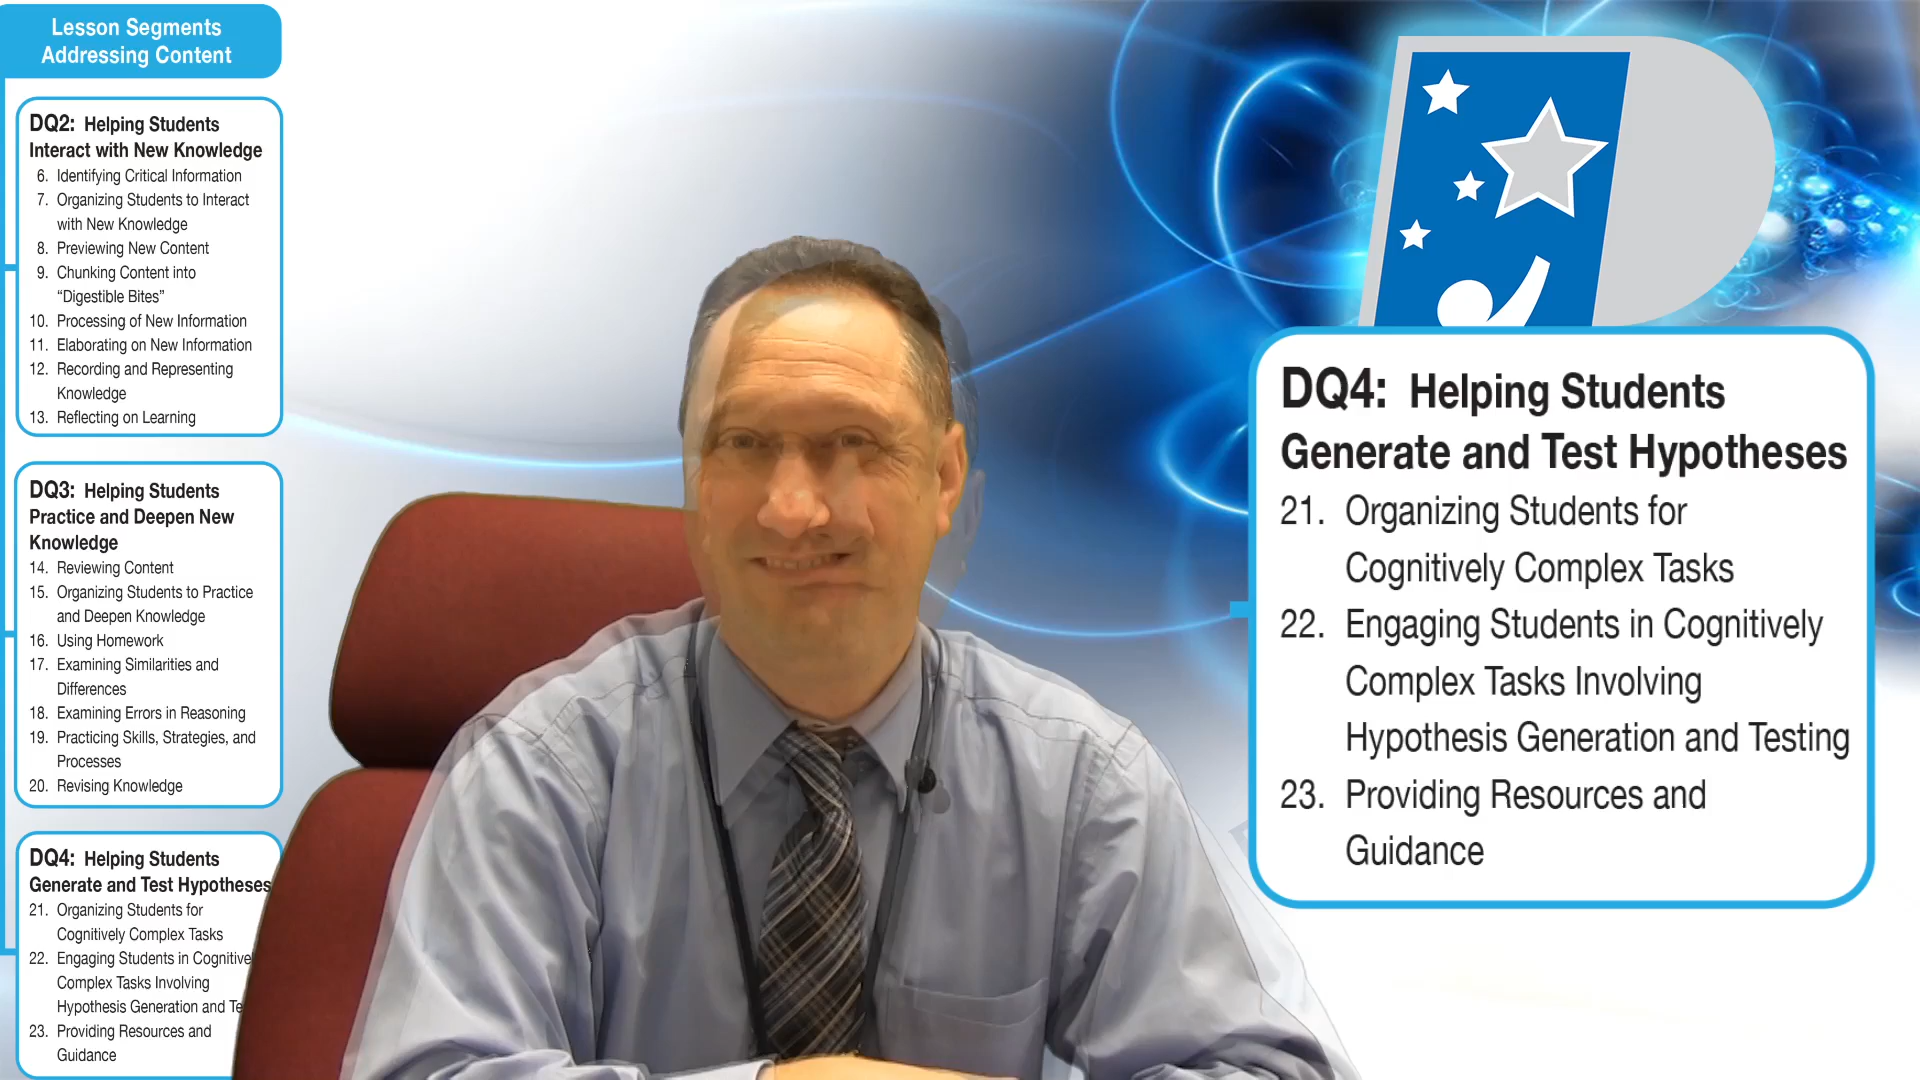 Lesson Segments
Addressing Content
DQ2: Helping Students
Interact with New Knowledge
6. Identifying Critical Information
7. Organizing Students to Interact
with New Knowledge
8. Previewing New Content
9. Chunking Content into
“Digestible Bites”
10. Processing of New Information
11. Elaborating on New Information
12. Recording and Representing
Knowledge
13. Reflecting on Learning
DQ3: Helping Students
Practice and Deepen New
Knowledge
14. Reviewing Content
15. Organizing Students to Practice
and Deepen Knowledge
16. Using Homework
17. Examining Similarities and
Differences
18. Examining Errors in Reasoning
19. Practicing Skills, Strategies, and
Processes
20. Revising Knowledge
DQ4: Helping Students
Generate and Test Hypotheses
21. Organizing Students for
Cognitively Complex Tasks
22. Engaging Students in
Complex Tasks Involving
Hypothesis Generation and
23. Providing Resources and
Guidance
DQ4: Helping Students
Generate and Test Hypotheses
21. Organizing Students for
Cognitively Complex Tasks
22. Engaging Students in Cognitively
Complex Tasks Involving
Hypothesis Generation and Testing
23. Providing Resources and
Guidance